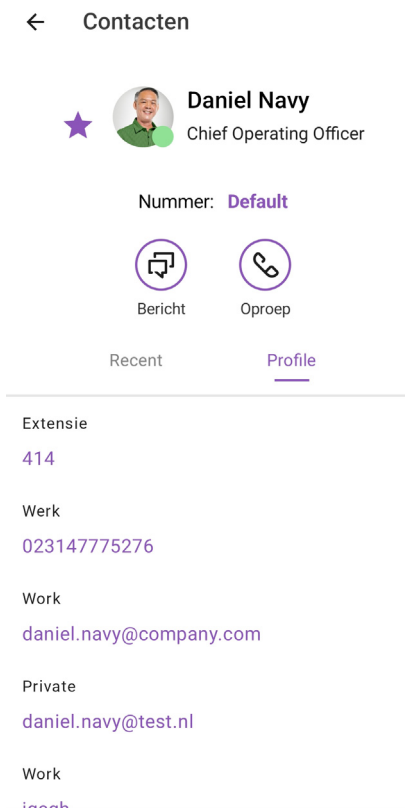 Contacten
Daniel Navy
Chief Operating Officer
Nummer: Default
Bericht
Oproep
Recent
Profile
Extensie
414
Werk
023147775276
Work
daniel.navy@company.com
Private
daniel.navy@test.nl
Work